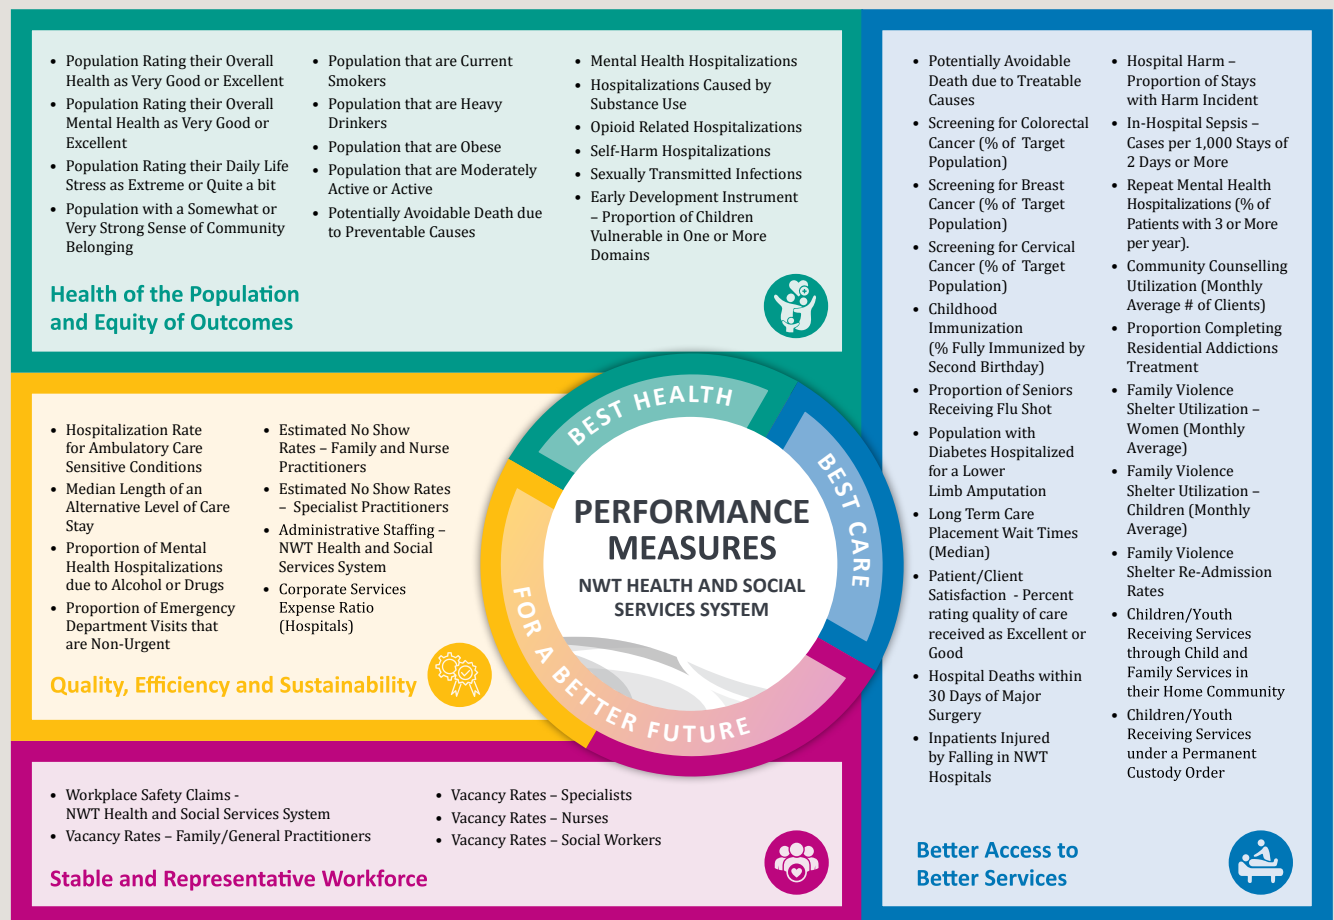 • Population Rating their Overall
Health as Very Good or Excellent
• Population Rating their Overall
Mental Health as Very Good or
Excellent
• Population Rating their Daily Life
Stress as Extreme or Quite a bit
• Population with a Somewhat or
Very Strong Sense of Community
Belonging
• Population that are Current
Smokers
• Population that are Heavy
Drinkers
• Population that are Obese
• Population that are Moderately
Active or Active
• Potentially Avoidable Death due
to Preventable Causes
• Mental Health Hospitalizations
• Hospitalizations Caused by
Substance Use
• Opioid Related Hospitalizations
• Self-Harm Hospitalizations
• Sexually Transmitted Infections
• Early Development Instrument
– Proportion of Children
Vulnerable in One or More
Domains
Health of the Population
and Equity of Outcomes
• Hospitalization Rate
for Ambulatory Care
Sensitive Conditions
• Median Length of an
Alternative Level of Care
Stay
• Proportion of Mental
Health Hospitalizations
due to Alcohol or Drugs
• Proportion of Emergency
Department Visits that
are Non-Urgent
• Estimated No Show
Rates – Family and Nurse
Practitioners
• Estimated No Show Rates
– Specialist Practitioners
• Administrative Staffing –
NWT Health and Social
Services System
• Corporate Services
Expense Ratio
(Hospitals)
Quality, Efficiency and Sustainability
BEST HEALTH
BEST CARE
FOR A BETTER FUTURE
PERFORMANCE
MEASURES
NWT HEALTH AND SOCIAL
SERVICES SYSTEM
• Workplace Safety Claims -
NWT Health and Social Services System
• Vacancy Rates – Family/General Practitioners
• Vacancy Rates – Specialists
• Vacancy Rates – Nurses
• Vacancy Rates – Social Workers
Stable and Representative Workforce
• Potentially Avoidable
Death due to Treatable
Causes
• Screening for Colorectal
Cancer (% of Target
Population)
• Screening for Breast
Cancer (% of Target
Population)
• Screening for Cervical
Cancer (% of Target
Population)
• Childhood
Immunization
(% Fully Immunized by
Second Birthday)
• Proportion of Seniors
Receiving Flu Shot
• Population with
Diabetes Hospitalized
for a Lower
Limb Amputation
• Long Term Care
Placement Wait Times
(Median)
• Patient/Client
Satisfaction - Percent
rating quality of care
received as Excellent or
Good
• Hospital Deaths within
30 Days of Major
Surgery
• Inpatients Injured
by Falling in NWT
Hospitals
• Hospital Harm –
Proportion of Stays
with Harm Incident
• In-Hospital Sepsis –
Cases per 1,000 Stays of
2 Days or More
• Repeat Mental Health
Hospitalizations (% of
Patients with 3 or More
per year).
• Community Counselling
Utilization (Monthly
Average # of Clients)
• Proportion Completing
Residential Addictions
Treatment
• Family Violence
Shelter Utilization –
Women (Monthly
Average)
• Family Violence
Shelter Utilization –
Children (Monthly
Average)
• Family Violence
Shelter Re-Admission
Rates
• Children/Youth
Receiving Services
through Child and
Family Services in
their Home Community
• Children/Youth
Receiving Services
under a Permanent
Custody Order
Better Access to
Better Services